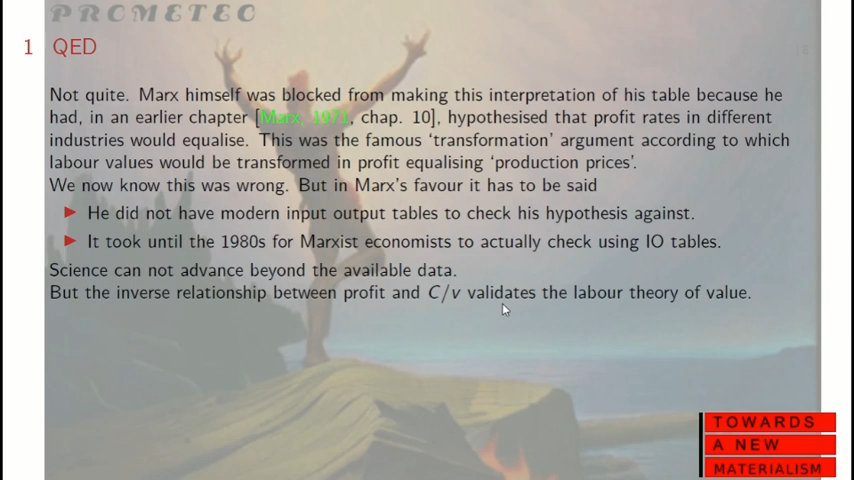 PROMETEO
1 QED
Not quite. Marx himself was blocked from making this interpretation of his table because he
had, in an earlier chapter [Marx, 1971, chap. 10], hypothesised that profit rates in different
industries would equalise. This was the famous ‘transformation’ argument according to which
labour values would be transformed in profit equalising ‘production prices’.
We now know this was wrong. But in Marx’s favour it has to be said
He did not have modern input output tables to check his hypothesis against.
It took until the 1980s for Marxist economists to actually check using IO tables.
Science can not advance beyond the available data.
But the inverse relationship between profit and C/v validates the labour theory of value.
TOWARDS
A NEW
MATERIALISM